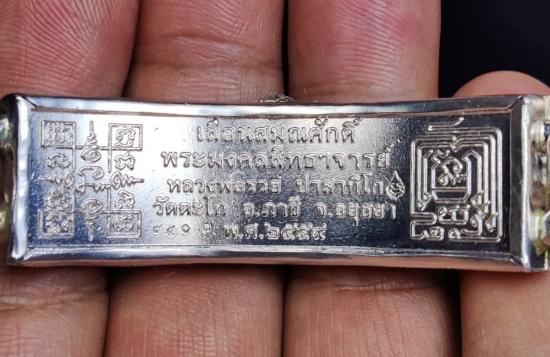 เลื่อนสมณศักดิ์
พระมงคลสิทธาจารย์
หลวงพ่อรวย ปาสาทิโก
วัดตะโก อ.ภาชี จ.อยุธยา
พ.ศ.๒๕๕๙